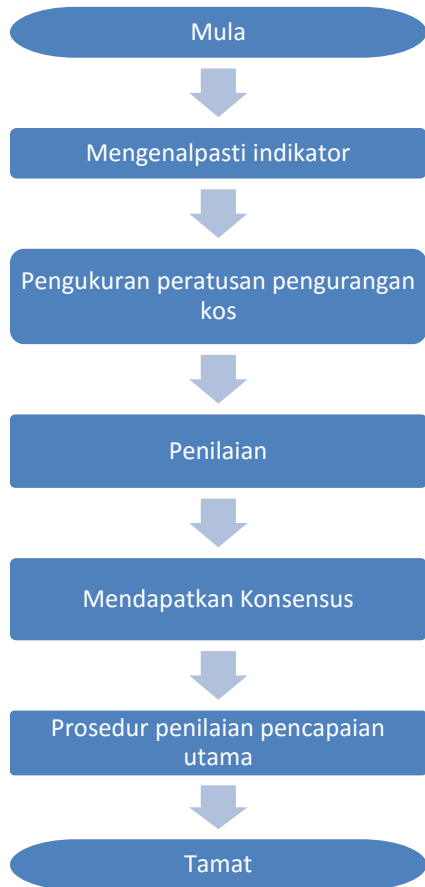 Mula
Mengenalpasti indikator
Pengukuran peratusan pengurangan
kos
Penilaian
Mendapatkan Konsensus
Prosedur penilaian pencapaian
utama
Tamat